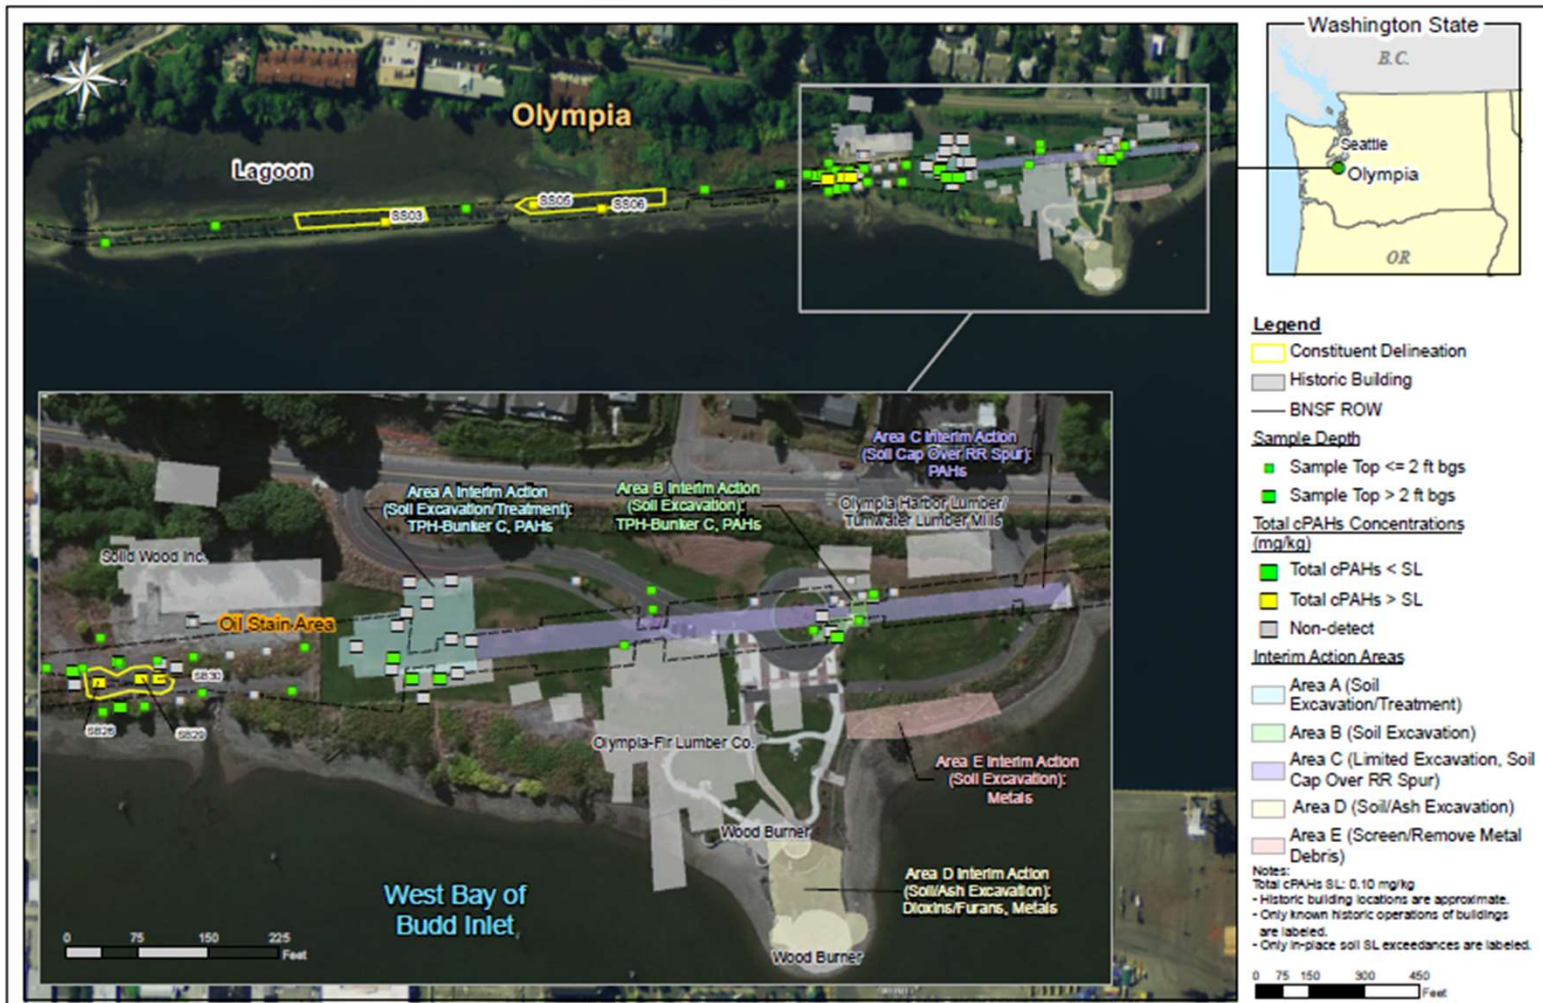 Washington State
B.C.
Seattle
Olympia
OR
Olympia
Lagoon
SS03
SS05
SS06
Legend
Constituent Delineation
Historic Building
BNSF ROW
Sample Depth
Sample Top <= 2 ft bgs
Sample Top > 2 ft bgs
Total cPAHs Concentrations
(mg/kg)
Total cPAHs < SL
Total cPAHs > SL
Non-detect
Interim Action Areas
Area A (Soil
Excavation/Treatment)
Area B (Soil Excavation)
Area C (Limited Excavation, Soil
Cap Over RR Spur)
Area D (Soil/Ash Excavation)
Area E (Screen/Remove Metal
Debris)
Notes:
Total cPAHs SL: 0.10 mg/kg
- Historic building locations are approximate.
- Only known historic operations of buildings
are labeled.
- Only in-place soil SL exceedances are labeled.
0 75 150 300 450
Feet
Area C Interim Action
(Soil Cap Over RR Spur):
PAHs
Area A Interim Action
(Soil Excavation/Treatment):
TPH-Bunker C, PAHs
Area B Interim Action
(Soil Excavation):
TPH-Bunker C, PAHs
Olympia Harbor Lumber/
Tumwater Lumber Mills
Solid Wood Inc.
Oil Stain Area
SB30
SB28
SB29
Olympia-Fir Lumber Co.
Area E Interim Action
(Soil Excavation):
Metals
Wood Burner
Area D Interim Action
(Soil/Ash Excavation):
Dioxins/Furans, Metals
West Bay of
Budd Inlet
Wood Burner
0 75 150 225
Feet